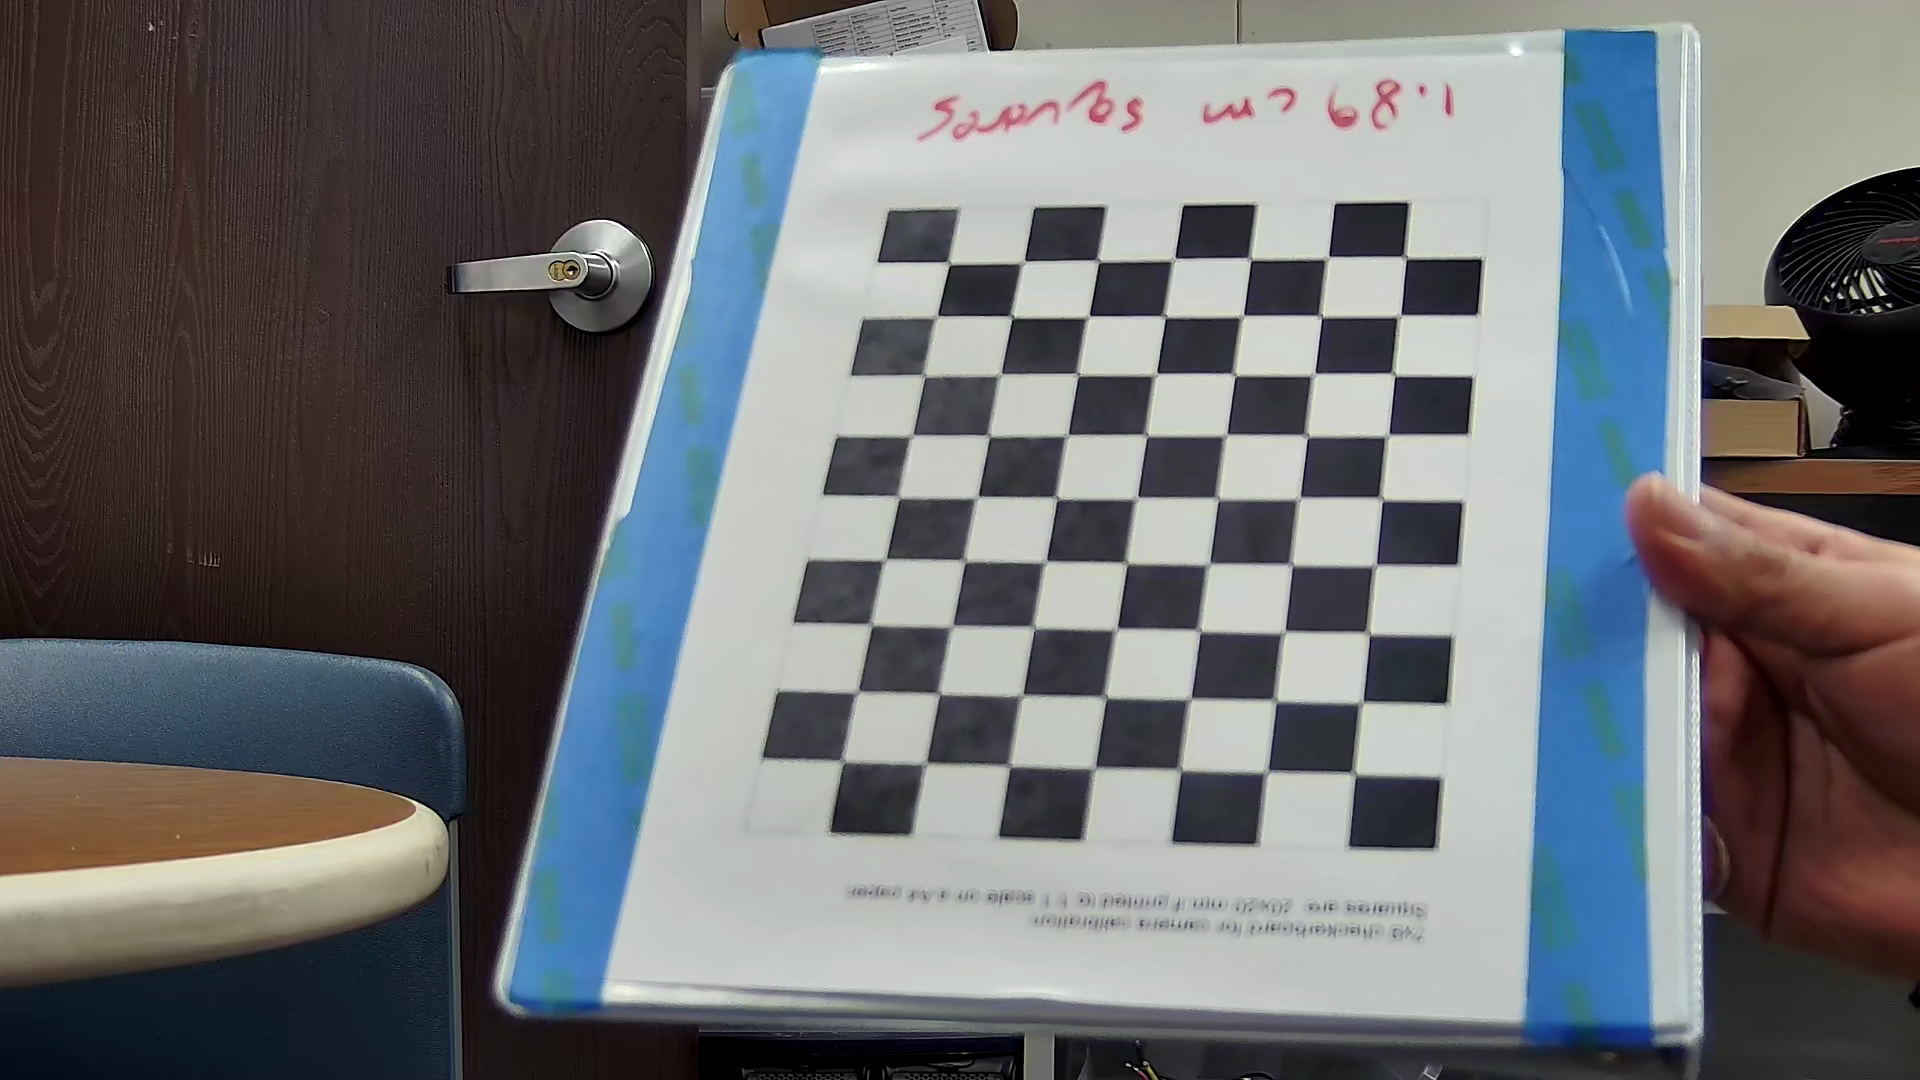 7x9 checkerboard for camera calibration
Squares are 20x20 mm if printed to 1:1 scale on a A4 paper
1.89 cm squares